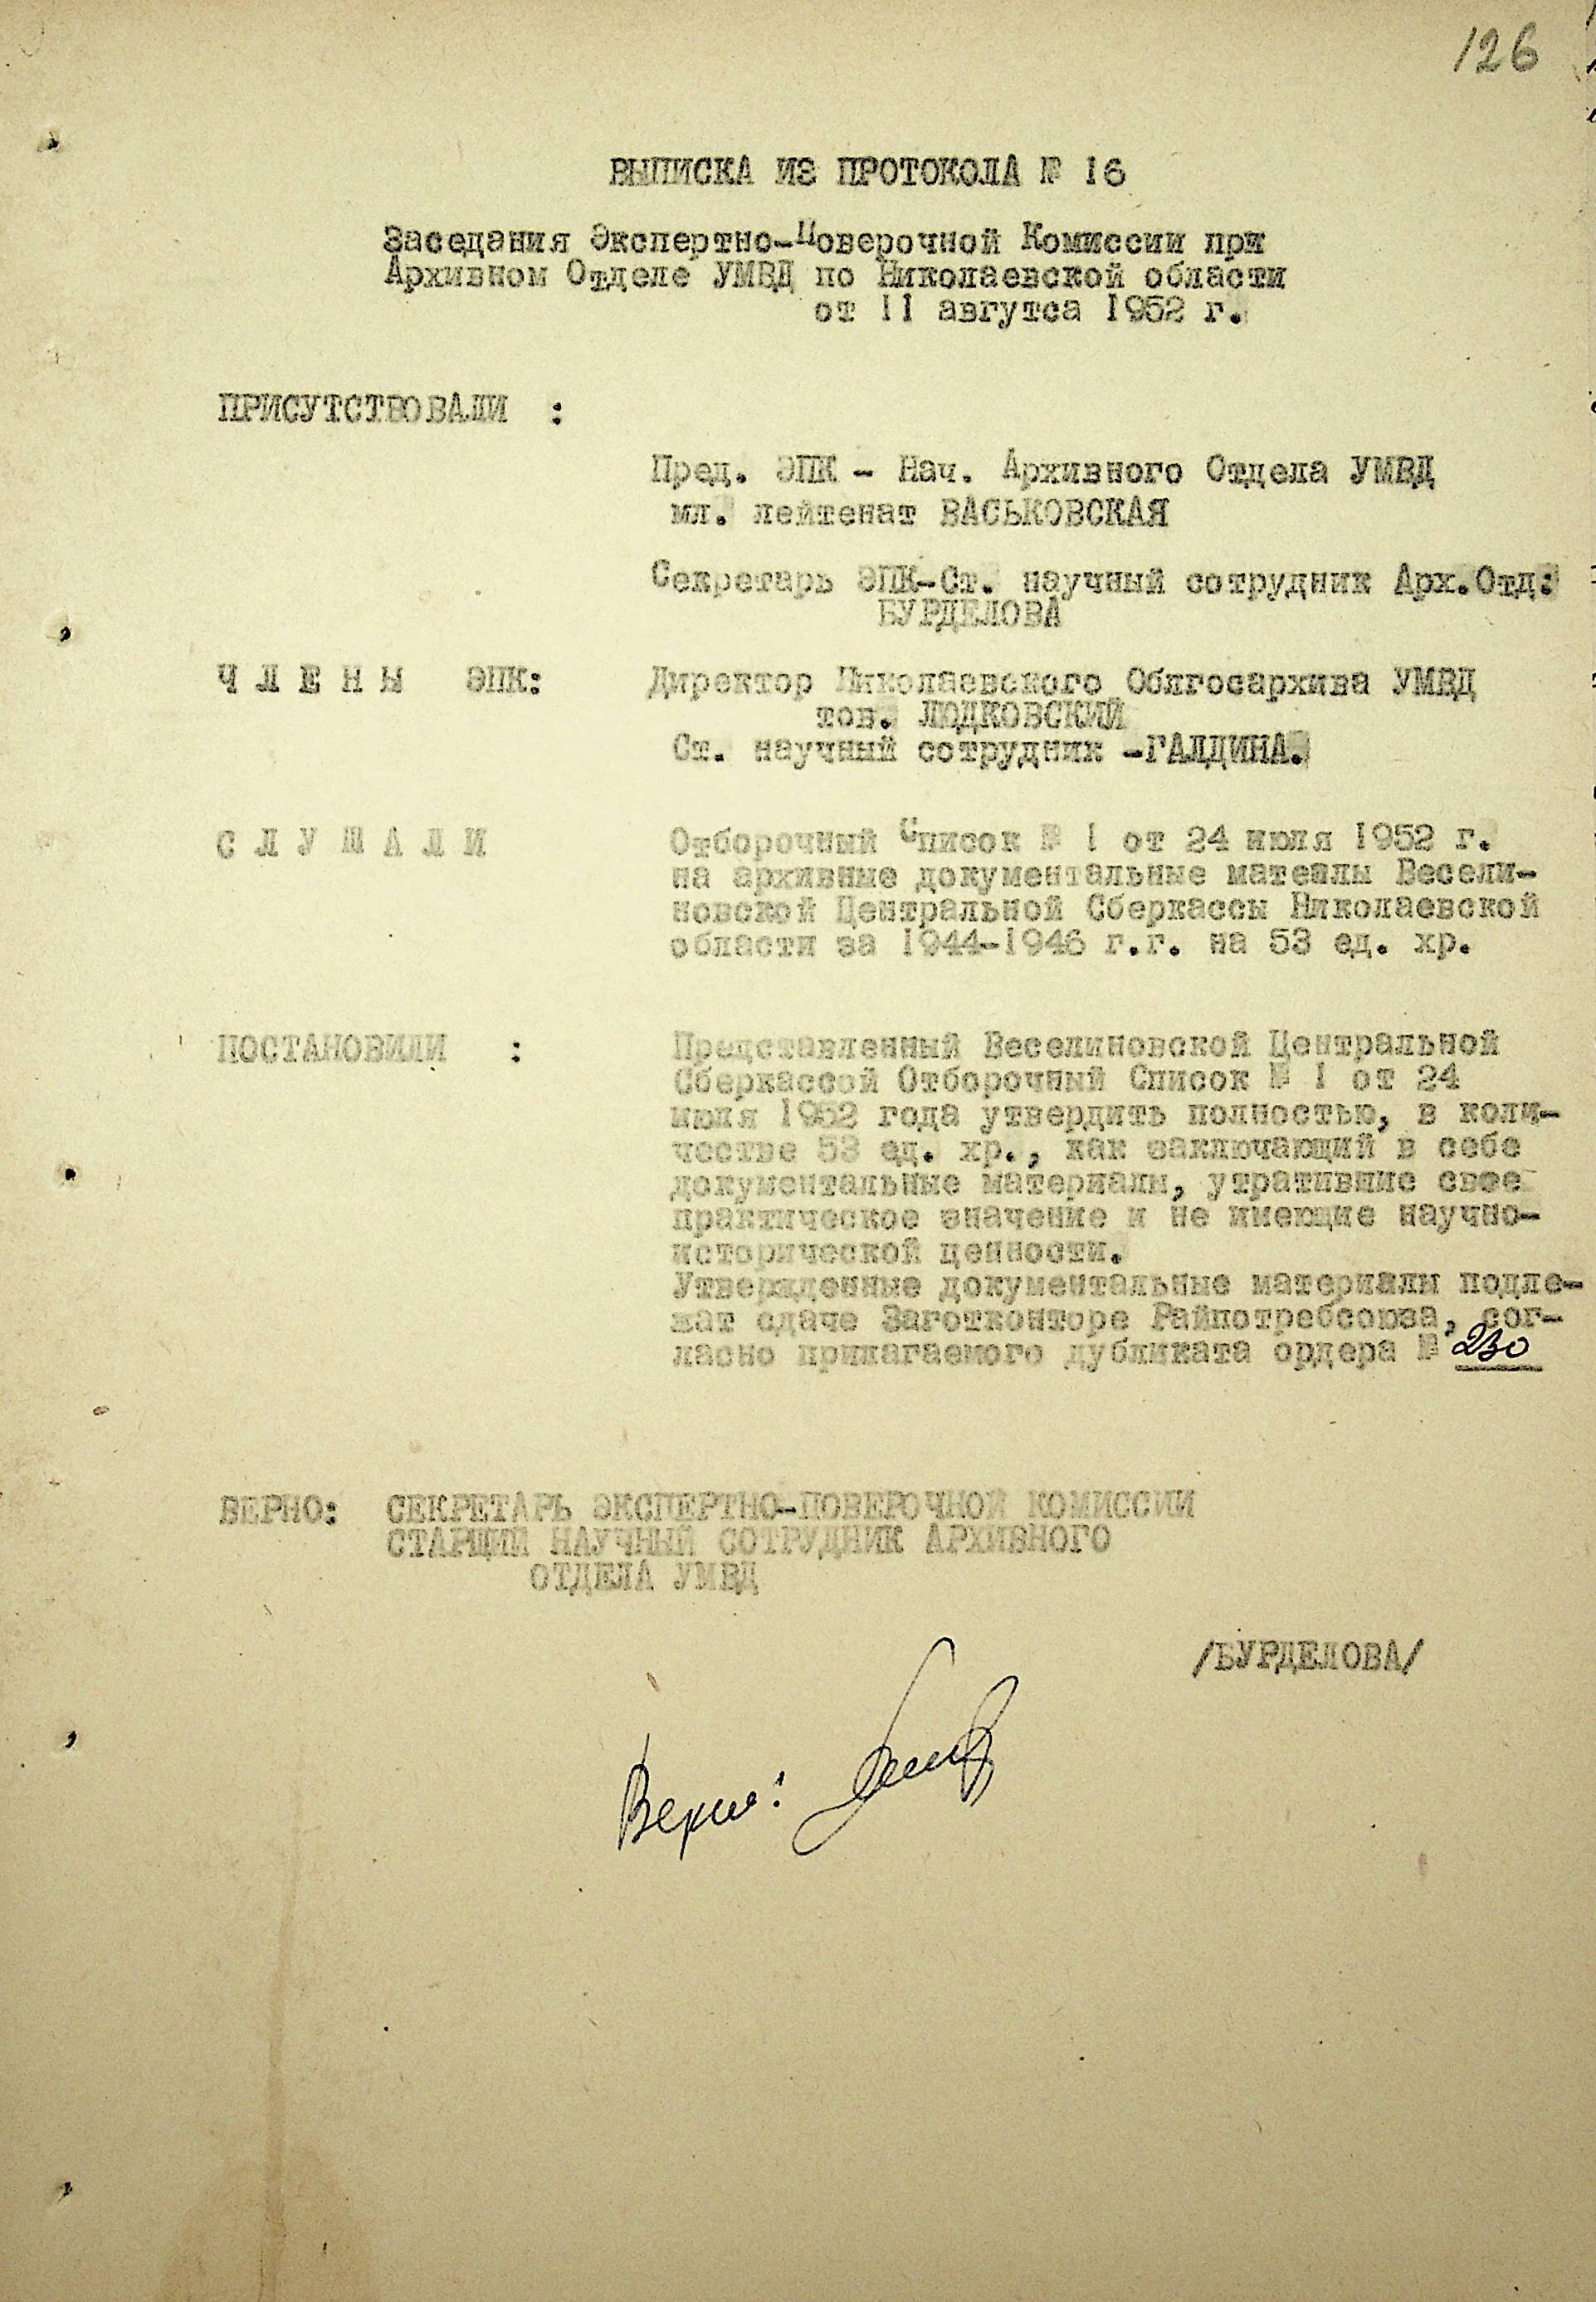 126
ВЫПИСКА ИЗ ПРОТОКОЛА № 16
Заседания Экспертно-Поверочной Комиссии при
Архивном Отделе УМВД по Николаевской области
от 11 авгутса 1952 г.
ПРИСУТСТВОВАЛИ :
Пред. ЭПК - Нач. Архивного Отдела УМВД
мл. лейтенат ВАСЬКОВСКАЯ
Секретарь ЭПК-Ст. научный сотрудник Арх.Отд:
БУРДЕЛОВА
Ч Л Е Н Ы ЭПК: Директор Николаевского Облгосархива УМВД
тов. ЛЮДКОВСКИЙ
Ст. научный сотрудник -ГАЛДИНА.
С Л У Ш А Л И Отборочный Список № 1 от 24 июля 1952 г.
на архивные документальные матеалы Весели-
новской Центральной Сберкассы Николаевской
области за 1944-1946 г.г. на 53 ед. хр.
ПОСТАНОВИЛИ : Представленный Веселиновской Центральной
Сберкассой Отборочный Список № 1 от 24
июля 1952 года утвердить полностью, в коли-
честве 53 ед. хр., как заключающий в себе
документальные материалы, утратившие свое
практическое значение и не имеющие научно-
исторической ценности.
Утвержденные документальные материалы подле-
жат сдаче Заготконторе Райпотребсоюза, сог-
ласно прилагаемого дубликата ордера № 230
ВЕРНО: СЕКРЕТАРЬ ЭКСПЕРТНО-ПОВЕРОЧНОЙ КОМИССИИ
СТАРЩИЙ НАУЧНЫЙ СОТРУДНИК АРХИВНОГО
ОТДЕЛА УМВД
/БУРДЕЛОВА/
Верно: